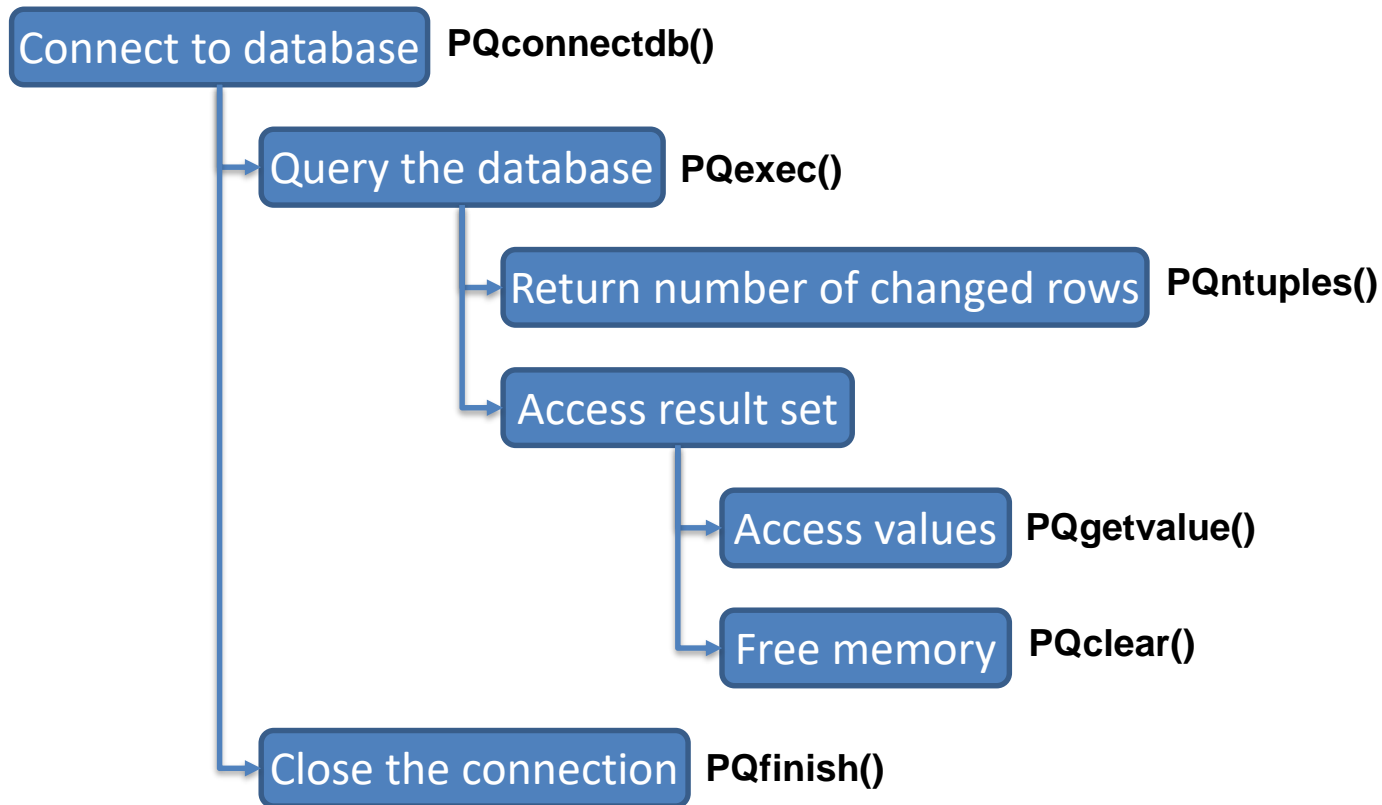 Connect to database PQconnectdb()
Query the database PQexec()
Return number of changed rows PQntuples()
Access result set
Access values PQgetvalue()
Free memory PQclear()
Close the connection PQfinish()